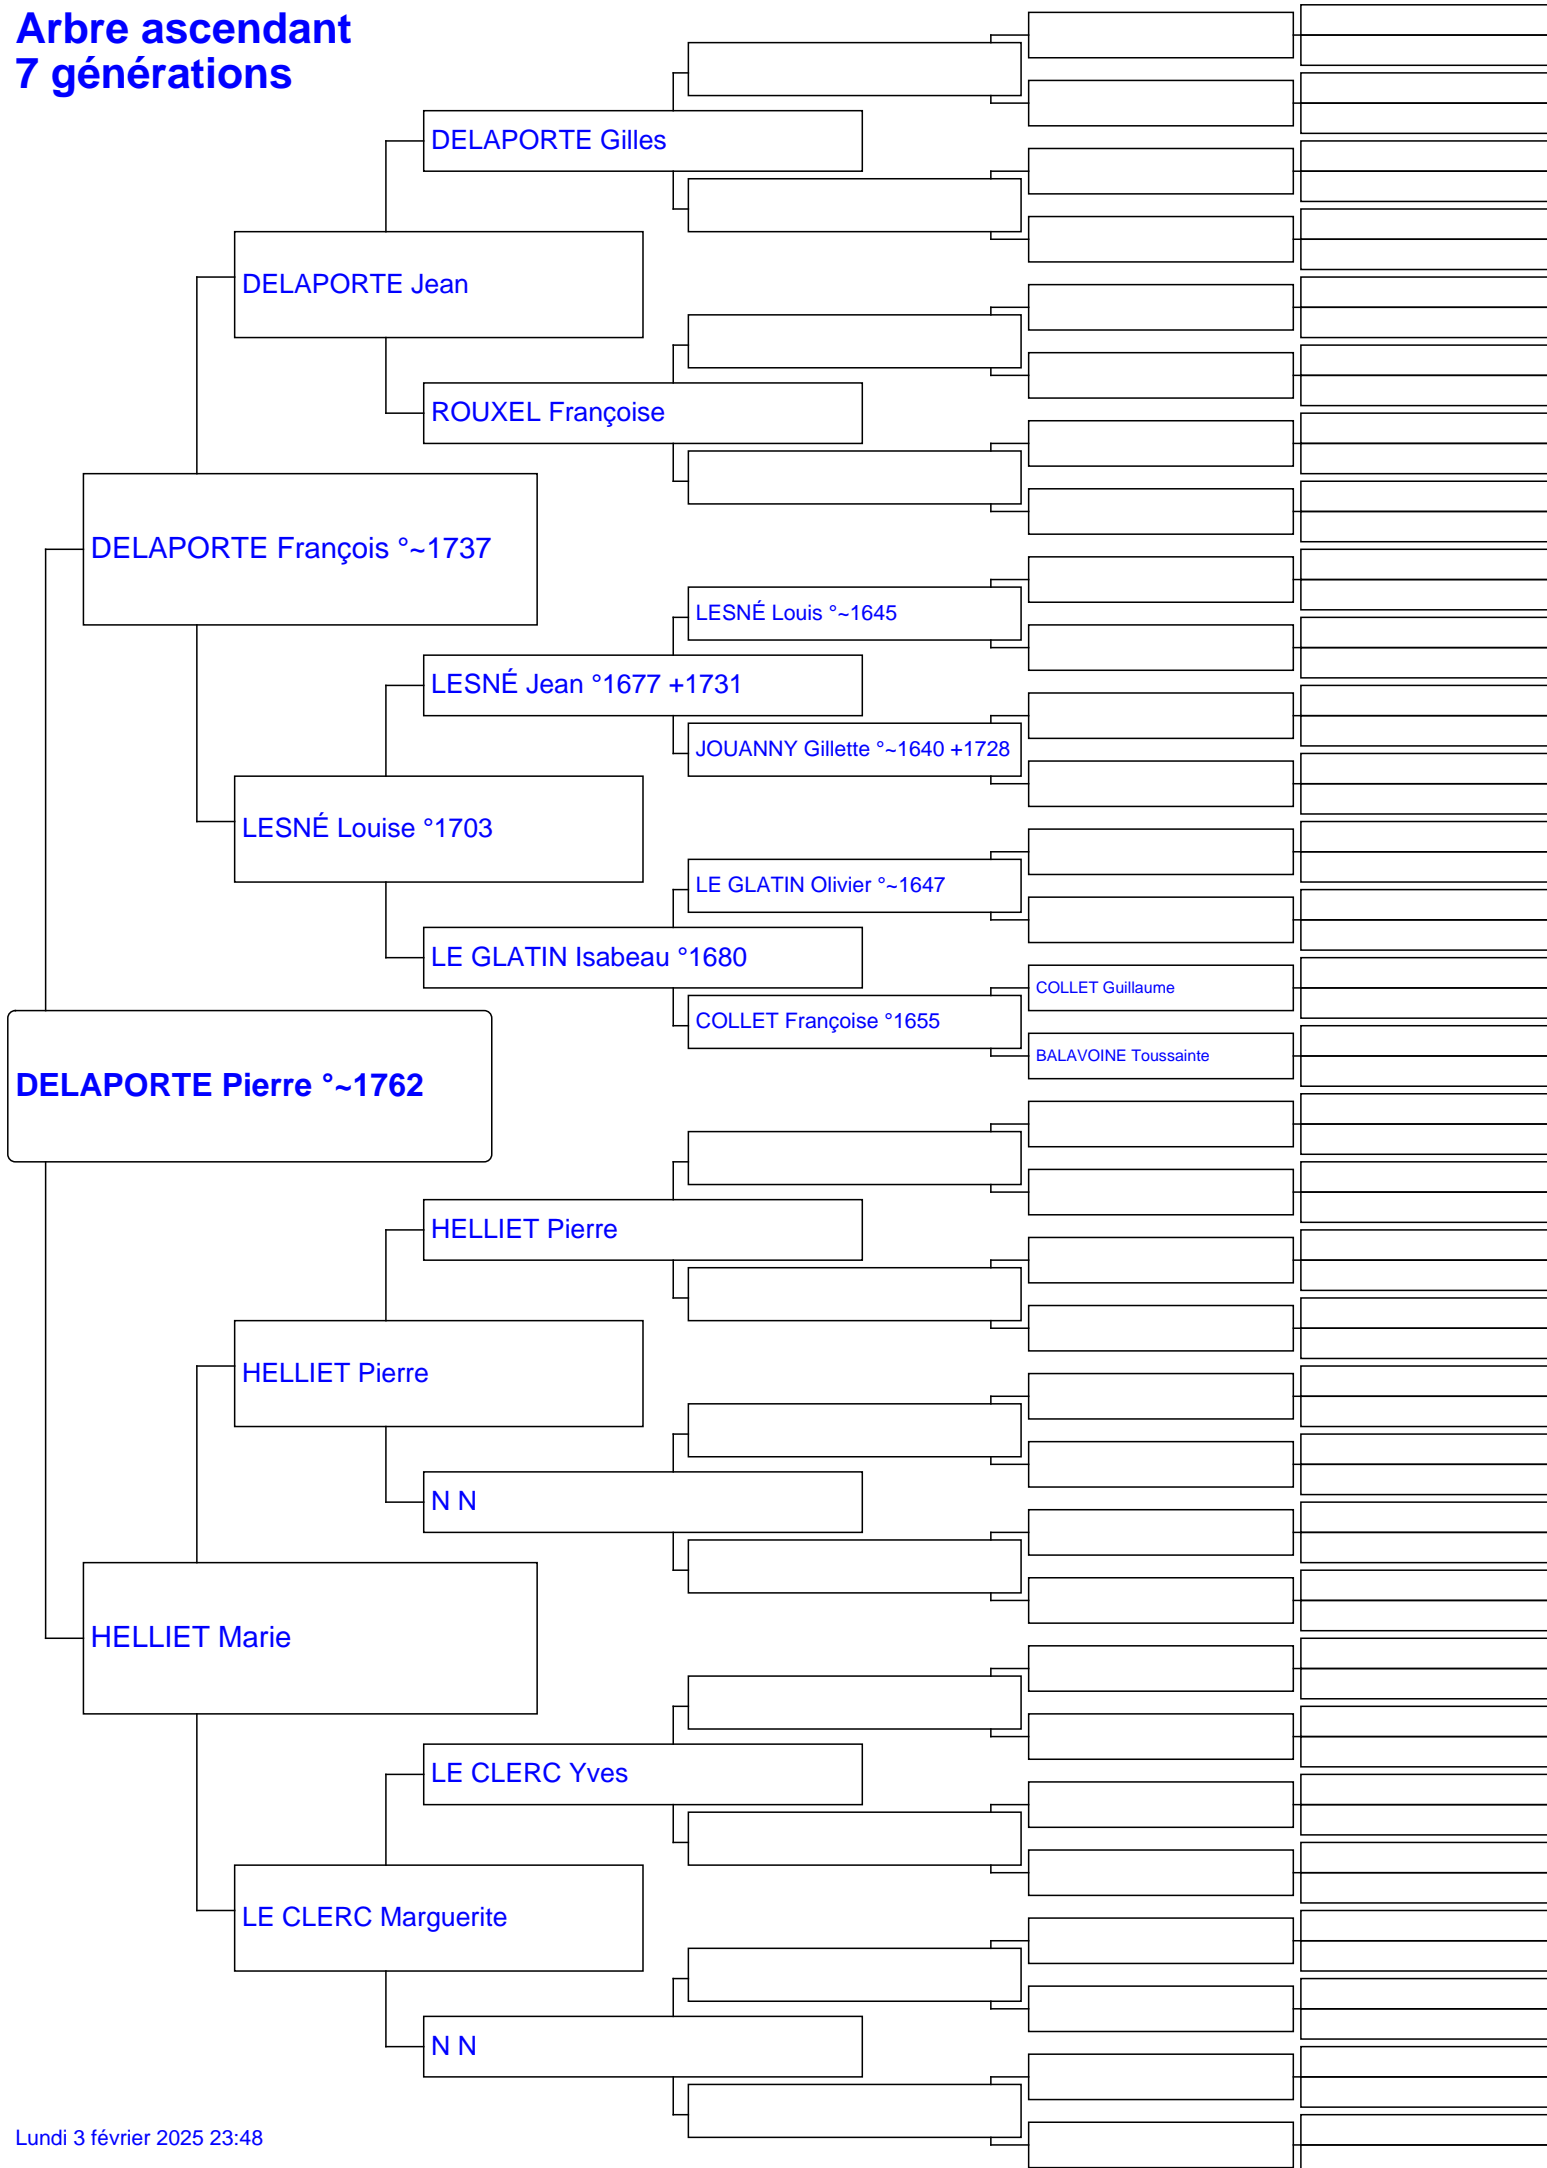 Arbre ascendant
7 générations
DELAPORTE Gilles
DELAPORTE Jean
ROUXEL Françoise
DELAPORTE François °~1737
LESNÉ Louis °~1645
LESNÉ Jean °1677 +1731
JOUANNY Gillette °~1640 +1728
LESNÉ Louise °1703
LE GLATIN Olivier °~1647
LE GLATIN Isabeau °1680
COLLET Guillaume
COLLET Françoise °1655
BALAVOINE Toussainte
DELAPORTE Pierre °~1762
HELLIET Pierre
HELLIET Pierre
N N
HELLIET Marie
LE CLERC Yves
LE CLERC Marguerite
N N
Lundi 3 février 2025 23:48